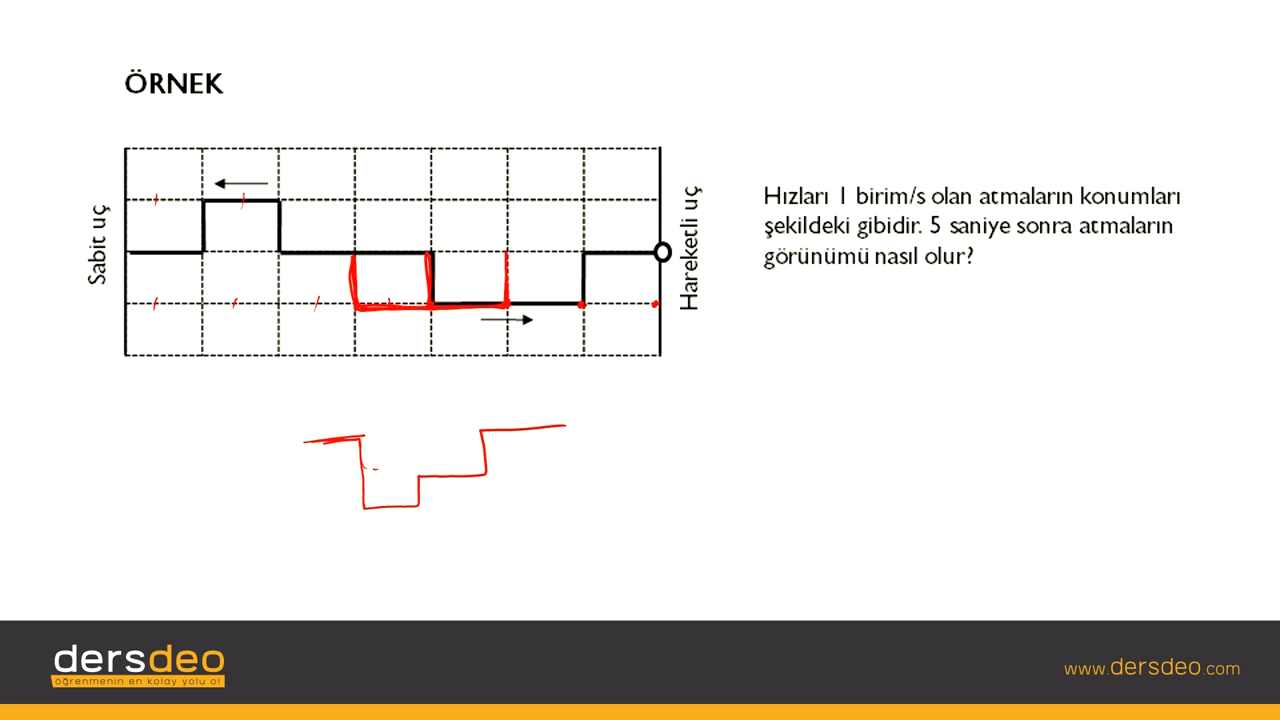 ÖRNEK
Sabit uç
Hareketli uç
Hızları 1 birim/s olan atmaların konumları
şekildeki gibidir. 5 saniye sonra atmaların
görünümü nasıl olur?
dersdeo
öğrenmenin en kolay yolu o!
www.dersdeo.com